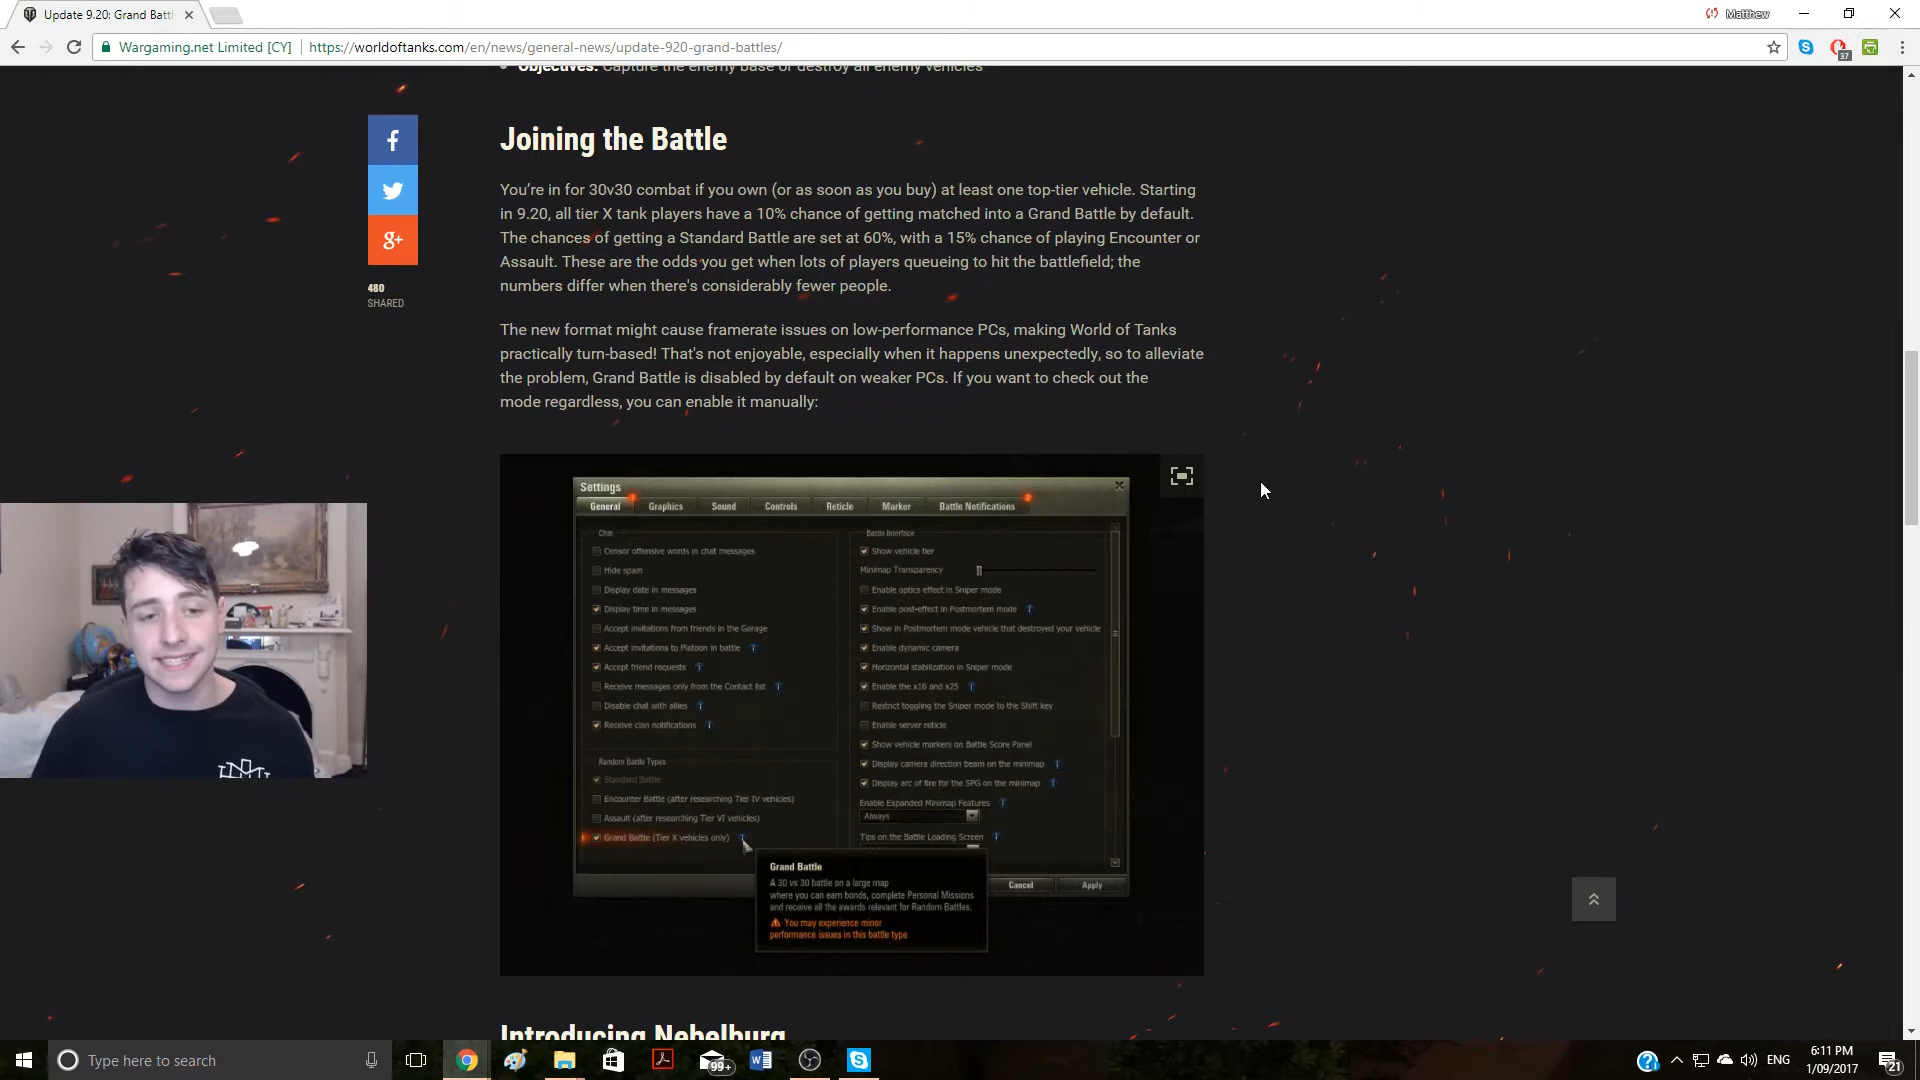 Update 9.20: Grand Battl
Matthew
Wargaming.net Limited [CY]
https://worldoftanks.com/en/news/general-news/update-920-grand-battles/
37
Objectives: Capture the enemy base or destroy all enemy vehicles
Joining the Battle
You’re in for 30v30 combat if you own (or as soon as you buy) at least one top-tier vehicle. Starting
in 9.20, all tier X tank players have a 10% chance of getting matched into a Grand Battle by default.
The chances of getting a Standard Battle are set at 60%, with a 15% chance of playing Encounter or
Assault. These are the odds you get when lots of players queueing to hit the battlefield; the
numbers differ when there's considerably fewer people.
480
SHARED
The new format might cause framerate issues on low-performance PCs, making World of Tanks
practically turn-based! That's not enjoyable, especially when it happens unexpectedly, so to alleviate
the problem, Grand Battle is disabled by default on weaker PCs. If you want to check out the
mode regardless, you can enable it manually:
Settings
General Graphics Sound Controls Reticle Marker Battle Notifications
Chat
Censor offensive words in chat messages
Hide spam
Display date in messages
Display time in messages
Accept invitations from friends in the Garage
Accept invitations to Platoon in battle
Accept friend requests
Receive messages only from the Contact list
Disable chat with allies
Receive clan notifications
Random Battle Types
Standard Battle
Encounter Battle (after researching Tier IV vehicles)
Assault (after researching Tier VI vehicles)
Grand Battle (Tier X vehicles only)
Battle Interface
Show vehicle tier
Minimap Transparency
Enable optics effect in Sniper mode
Enable post-effect in Postmortem mode
Show in Postmortem mode vehicle that destroyed your vehicle
Enable dynamic camera
Horizontal stabilization in Sniper mode
Enable the x16 and x25
Restrict toggling the Sniper mode to the Shift key
Enable server reticle
Show vehicle markers on Battle Score Panel
Display camera direction beam on the minimap
Display arc of fire for the SPG on the minimap
Enable Expanded Minimap Features
Always
Tips on the Battle Loading Screen
Grand Battle
A 30 vs 30 battle on a large map
where you can earn bonds, complete Personal Missions
and receive all the awards relevant for Random Battles.
You may experience minor
performance issues in this battle type
Cancel Apply
Introducing Nebelburg
Type here to search
99+
ENG
6:11 PM
1/09/2017
21